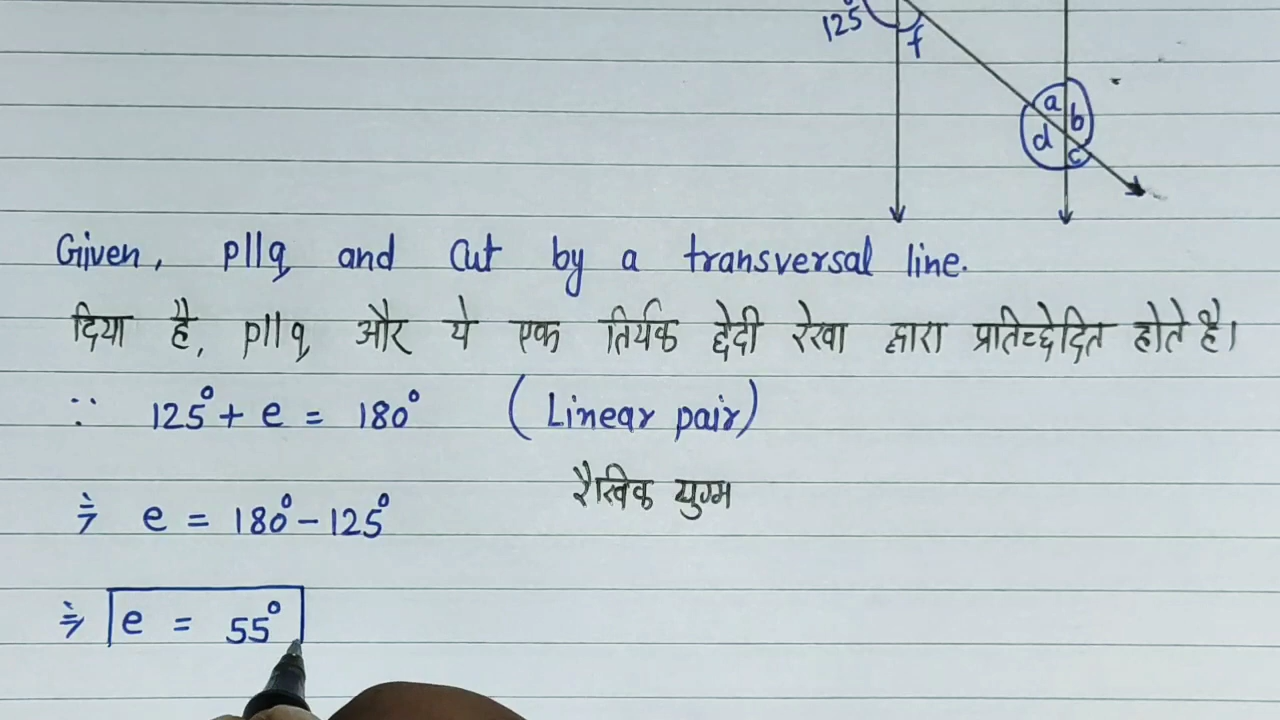 125°
f
a
b
d
c
Given, p||q and cut by a transversal line.
दिया है, p||q और ये एक तिर्यक छेदी रेखा द्वारा प्रतिच्छेदित होते है।
∵ 125° + e = 180° (Linear pair)
रैखिक युग्म
⇒ e = 180° - 125°
⇒ e = 55°